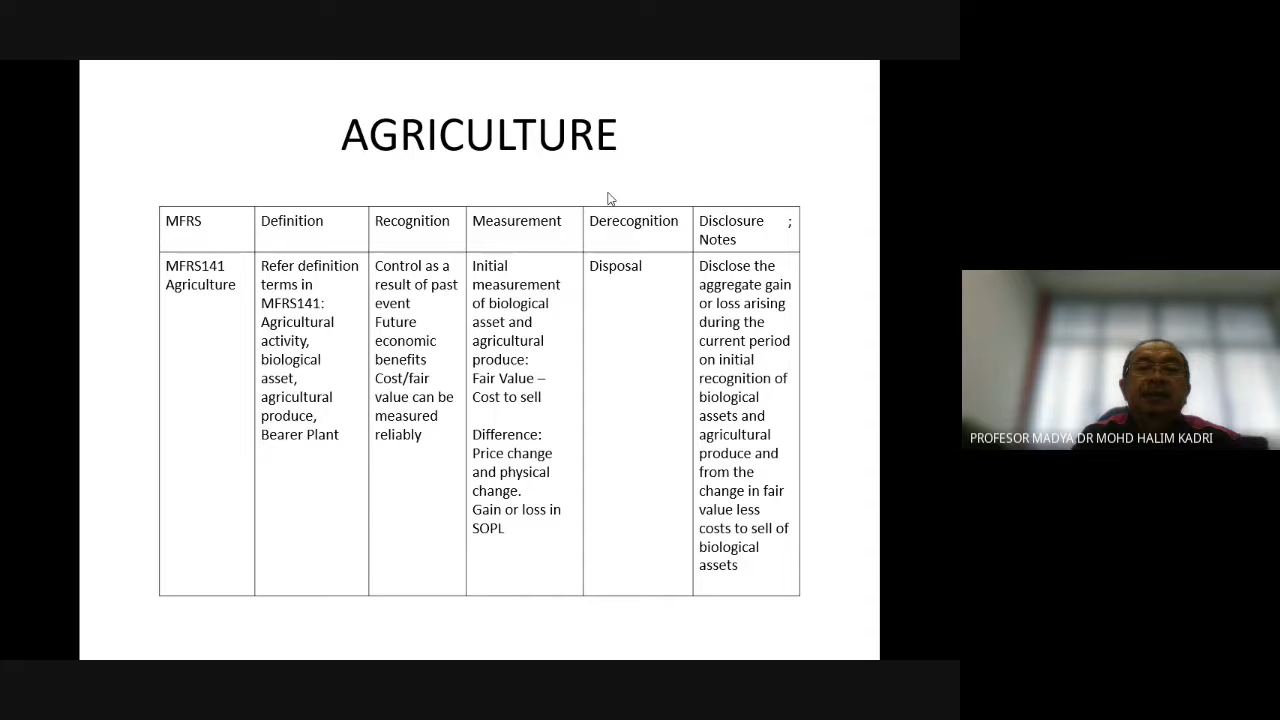 AGRICULTURE
MFRS
Definition
Recognition
Measurement
Derecognition
Disclosure ;
Notes
MFRS141
Agriculture
Refer definition
terms in
MFRS141:
Agricultural
activity,
biological
asset,
agricultural
produce,
Bearer Plant
Control as a
result of past
event
Future
economic
benefits
Cost/fair
value can be
measured
reliably
Initial
measurement
of biological
asset and
agricultural
produce:
Fair Value –
Cost to sell
Difference:
Price change
and physical
change.
Gain or loss in
SOPL
Disposal
Disclose the
aggregate gain
or loss arising
during the
current period
on initial
recognition of
biological
assets and
agricultural
produce and
from the
change in fair
value less
costs to sell of
biological
assets
PROFESOR MADYA DR MOHD HALIM KADRI